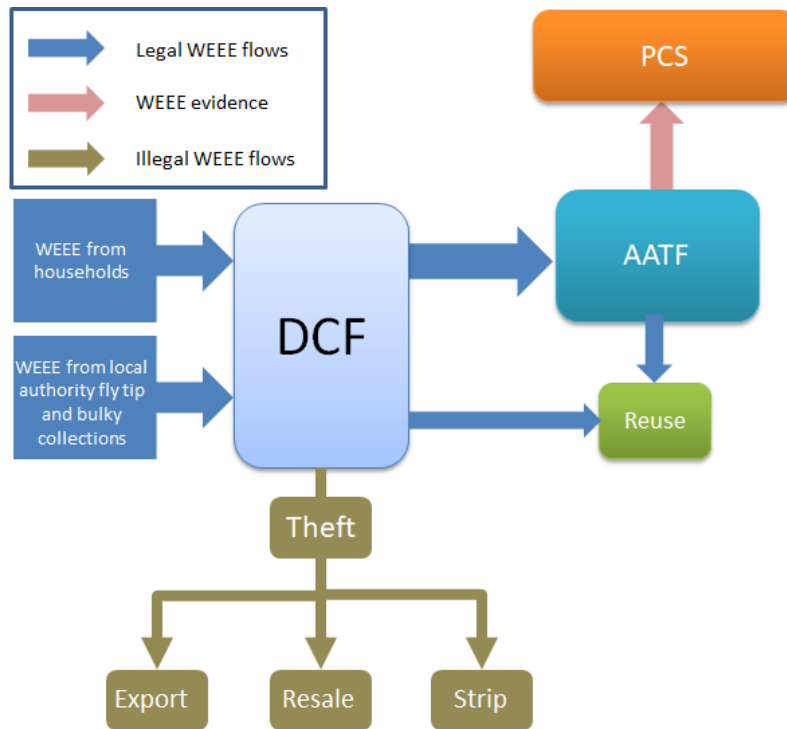 Legal WEEE flows
WEEE evidence
Illegal WEEE flows
PCS
WEEE from
households
DCF
AATF
WEEE from local
authority fly tip
and bulky
collections
Reuse
Theft
Export
Resale
Strip